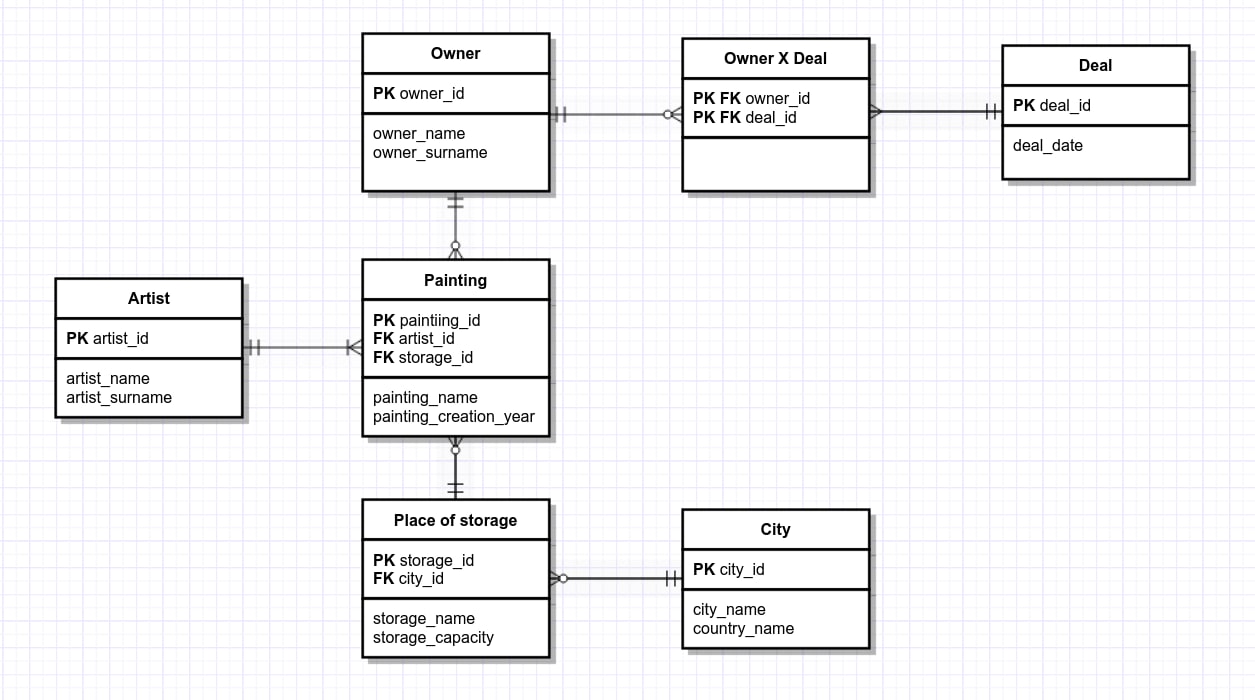 Owner
PK owner_id
owner_name
owner_surname
Owner X Deal
PK FK owner_id
PK FK deal_id
Deal
PK deal_id
deal_date
Artist
PK artist_id
artist_name
artist_surname
Painting
PK paintiing_id
FK artist_id
FK storage_id
painting_name
painting_creation_year
Place of storage
PK storage_id
FK city_id
storage_name
storage_capacity
City
PK city_id
city_name
country_name